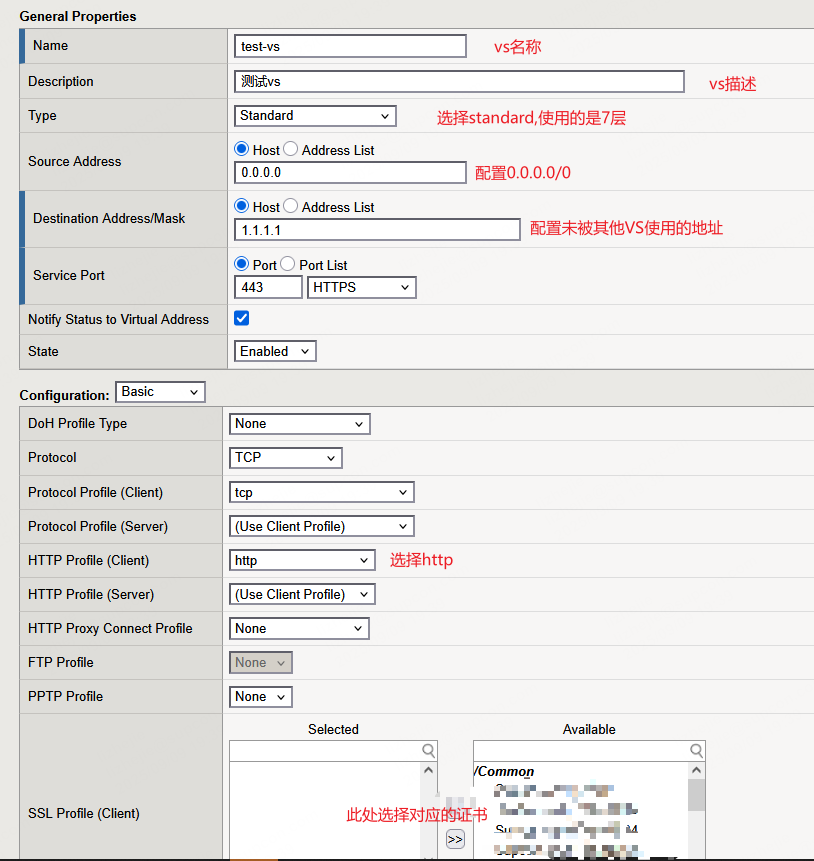 General Properties
Name test-vs vs名称
Description 测试vs vs描述
Type Standard 选择standard,使用的是7层
Source Address Host Address List
0.0.0.0 配置0.0.0.0/0
Destination Address/Mask Host Address List
1.1.1.1 配置未被其他VS使用的地址
Service Port Port Port List
443 HTTPS
Notify Status to Virtual Address
State Enabled
Configuration: Basic
DoH Profile Type None
Protocol TCP
Protocol Profile (Client) tcp
Protocol Profile (Server) (Use Client Profile)
HTTP Profile (Client) http 选择http
HTTP Profile (Server) (Use Client Profile)
HTTP Proxy Connect Profile None
FTP Profile None
PPTP Profile None
Selected Available
/Common
SSL Profile (Client) 此处选择对应的证书
>>